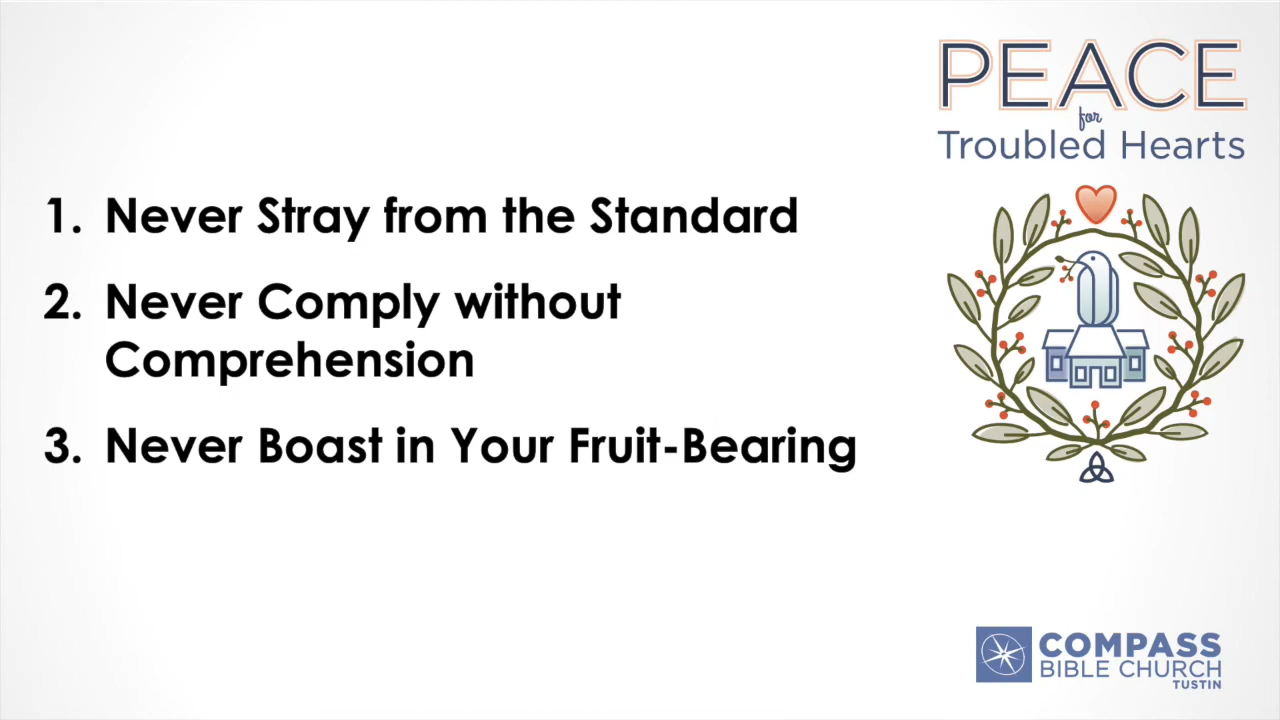 PEACE
for
Troubled Hearts
1. Never Stray from the Standard
2. Never Comply without
Comprehension
3. Never Boast in Your Fruit-Bearing
COMPASS
BIBLE CHURCH
TUSTIN